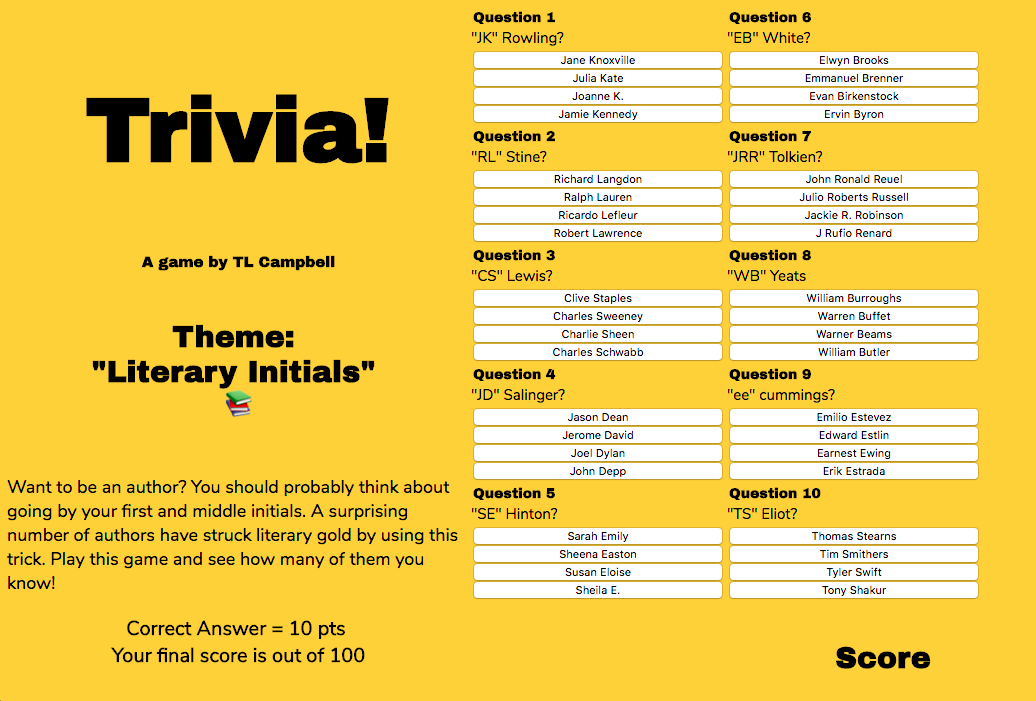 Trivia!
A game by TL Campbell
Theme:
"Literary Initials"
Want to be an author? You should probably think about
going by your first and middle initials. A surprising
number of authors have struck literary gold by using this
trick. Play this game and see how many of them you
know!
Correct Answer = 10 pts
Your final score is out of 100
Question 1
"JK" Rowling?
Jane Knoxville
Julia Kate
Joanne K.
Jamie Kennedy
Question 2
"RL" Stine?
Richard Langdon
Ralph Lauren
Ricardo Lefleur
Robert Lawrence
Question 3
"CS" Lewis?
Clive Staples
Charles Sweeney
Charlie Sheen
Charles Schwabb
Question 4
"JD" Salinger?
Jason Dean
Jerome David
Joel Dylan
John Depp
Question 5
"SE" Hinton?
Sarah Emily
Sheena Easton
Susan Eloise
Sheila E.
Question 6
"EB" White?
Elwyn Brooks
Emmanuel Brenner
Evan Birkenstock
Ervin Byron
Question 7
"JRR" Tolkien?
John Ronald Reuel
Julio Roberts Russell
Jackie R. Robinson
J Rufio Renard
Question 8
"WB" Yeats
William Burroughs
Warren Buffet
Warner Beams
William Butler
Question 9
"ee" cummings?
Emilio Estevez
Edward Estlin
Earnest Ewing
Erik Estrada
Question 10
"TS" Eliot?
Thomas Stearns
Tim Smithers
Tyler Swift
Tony Shakur
Score